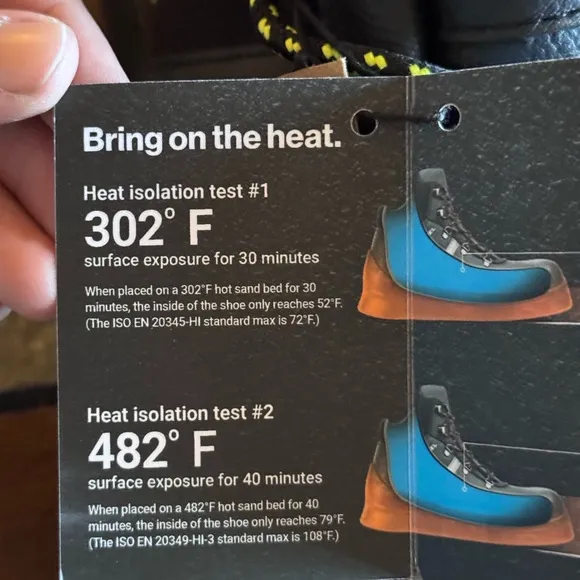 Bring on the heat.
Heat isolation test #1
302° F
surface exposure for 30 minutes
When placed on a 302°F hot sand bed for 30
minutes, the inside of the shoe only reaches 52°F.
(The ISO EN 20345-HI standard max is 72°F.)
Heat isolation test #2
482° F
surface exposure for 40 minutes
When placed on a 482°F hot sand bed for 40
minutes, the inside of the shoe only reaches 79°F.
(The ISO EN 20349-HI-3 standard max is 108°F.)